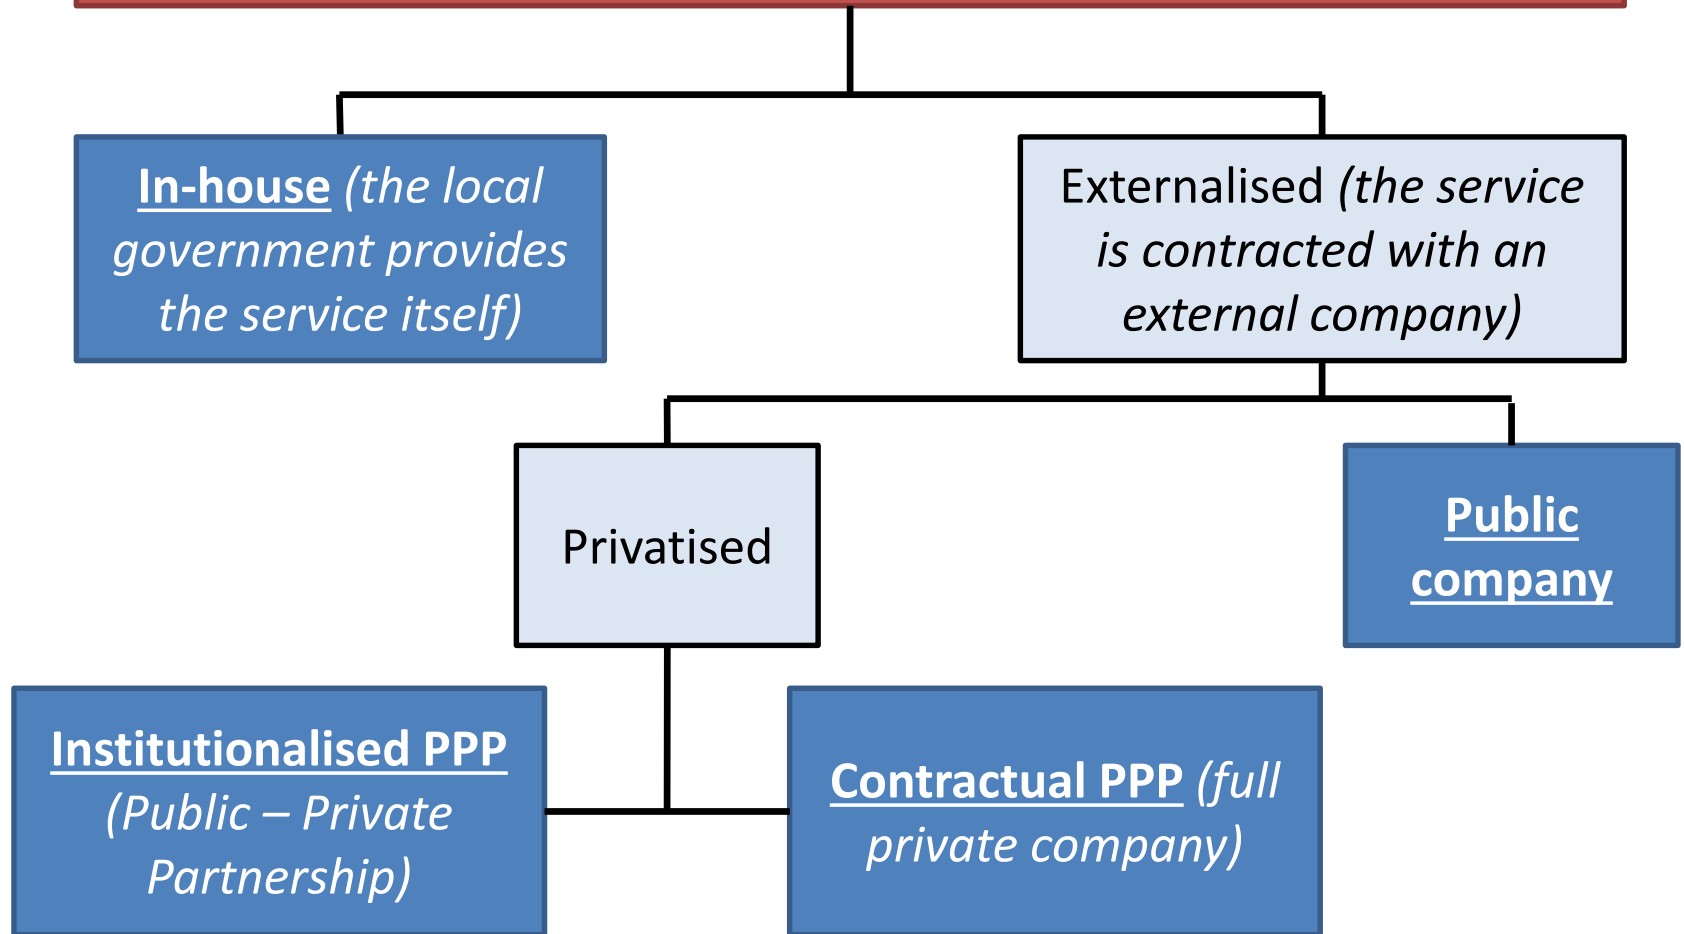 In-house (the local
government provides
the service itself)
Externalised (the service
is contracted with an
external company)
Privatised
Public
company
Institutionalised PPP
(Public – Private
Partnership)
Contractual PPP (full
private company)